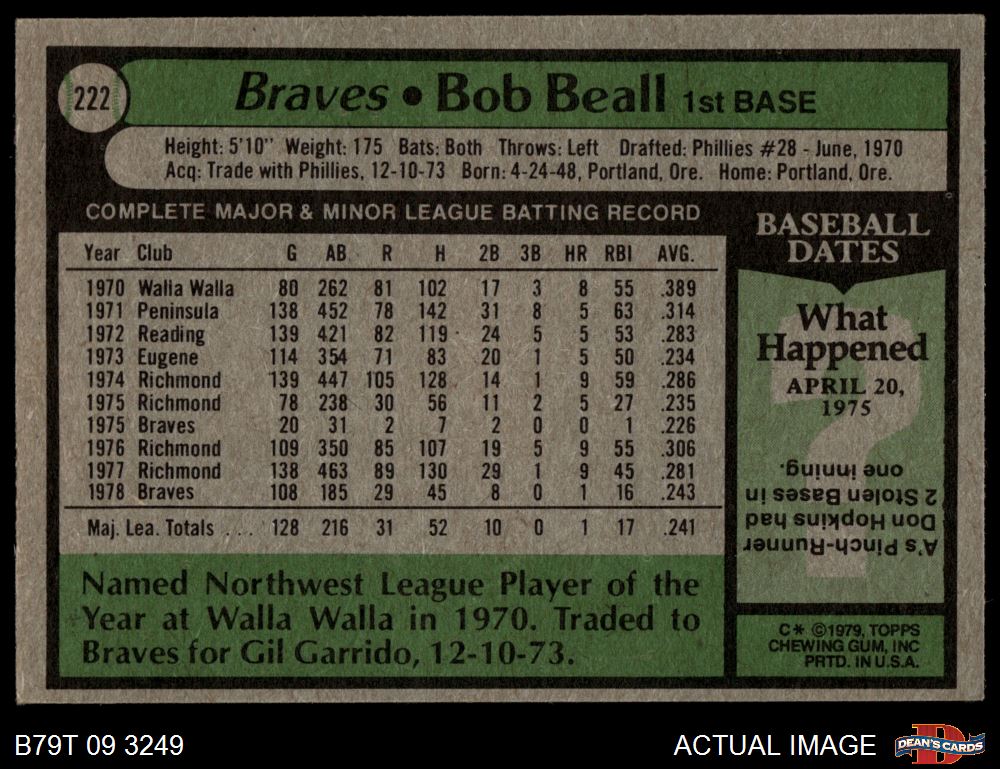 222
Braves • Bob Beall 1st BASE
Height: 5'10" Weight: 175 Bats: Both Throws: Left Drafted: Phillies #28 - June, 1970
Acq: Trade with Phillies, 12-10-73 Born: 4-24-48, Portland, Ore. Home: Portland, Ore.
COMPLETE MAJOR & MINOR LEAGUE BATTING RECORD
Year Club G AB R H 2B 3B HR RBI AVG.
1970 Walla Walla 80 262 81 102 17 3 8 55 .389
1971 Peninsula 138 452 78 142 31 8 5 63 .314
1972 Reading 139 421 82 119 24 5 5 53 .283
1973 Eugene 114 354 71 83 20 1 5 50 .234
1974 Richmond 139 447 105 128 14 1 9 59 .286
1975 Richmond 78 238 30 56 11 2 5 27 .235
1975 Braves 20 31 2 7 2 0 0 1 .226
1976 Richmond 109 350 85 107 19 5 9 55 .306
1977 Richmond 138 463 89 130 29 1 9 45 .281
1978 Braves 108 185 29 45 8 0 1 16 .243
Maj. Lea. Totals . . . 128 216 31 52 10 0 1 17 .241
Named Northwest League Player of the
Year at Walla Walla in 1970. Traded to
Braves for Gil Garrido, 12-10-73.
BASEBALL
DATES
What
Happened
APRIL 20,
1975
?
A's Pinch-Runner
Don Hopkins had
2 Stolen Bases in
one inning.
C* ©1979, TOPPS
CHEWING GUM, INC
PRTD. IN U.S.A.
B79T 09 3249
ACTUAL IMAGE
D
DEAN'S CARDS